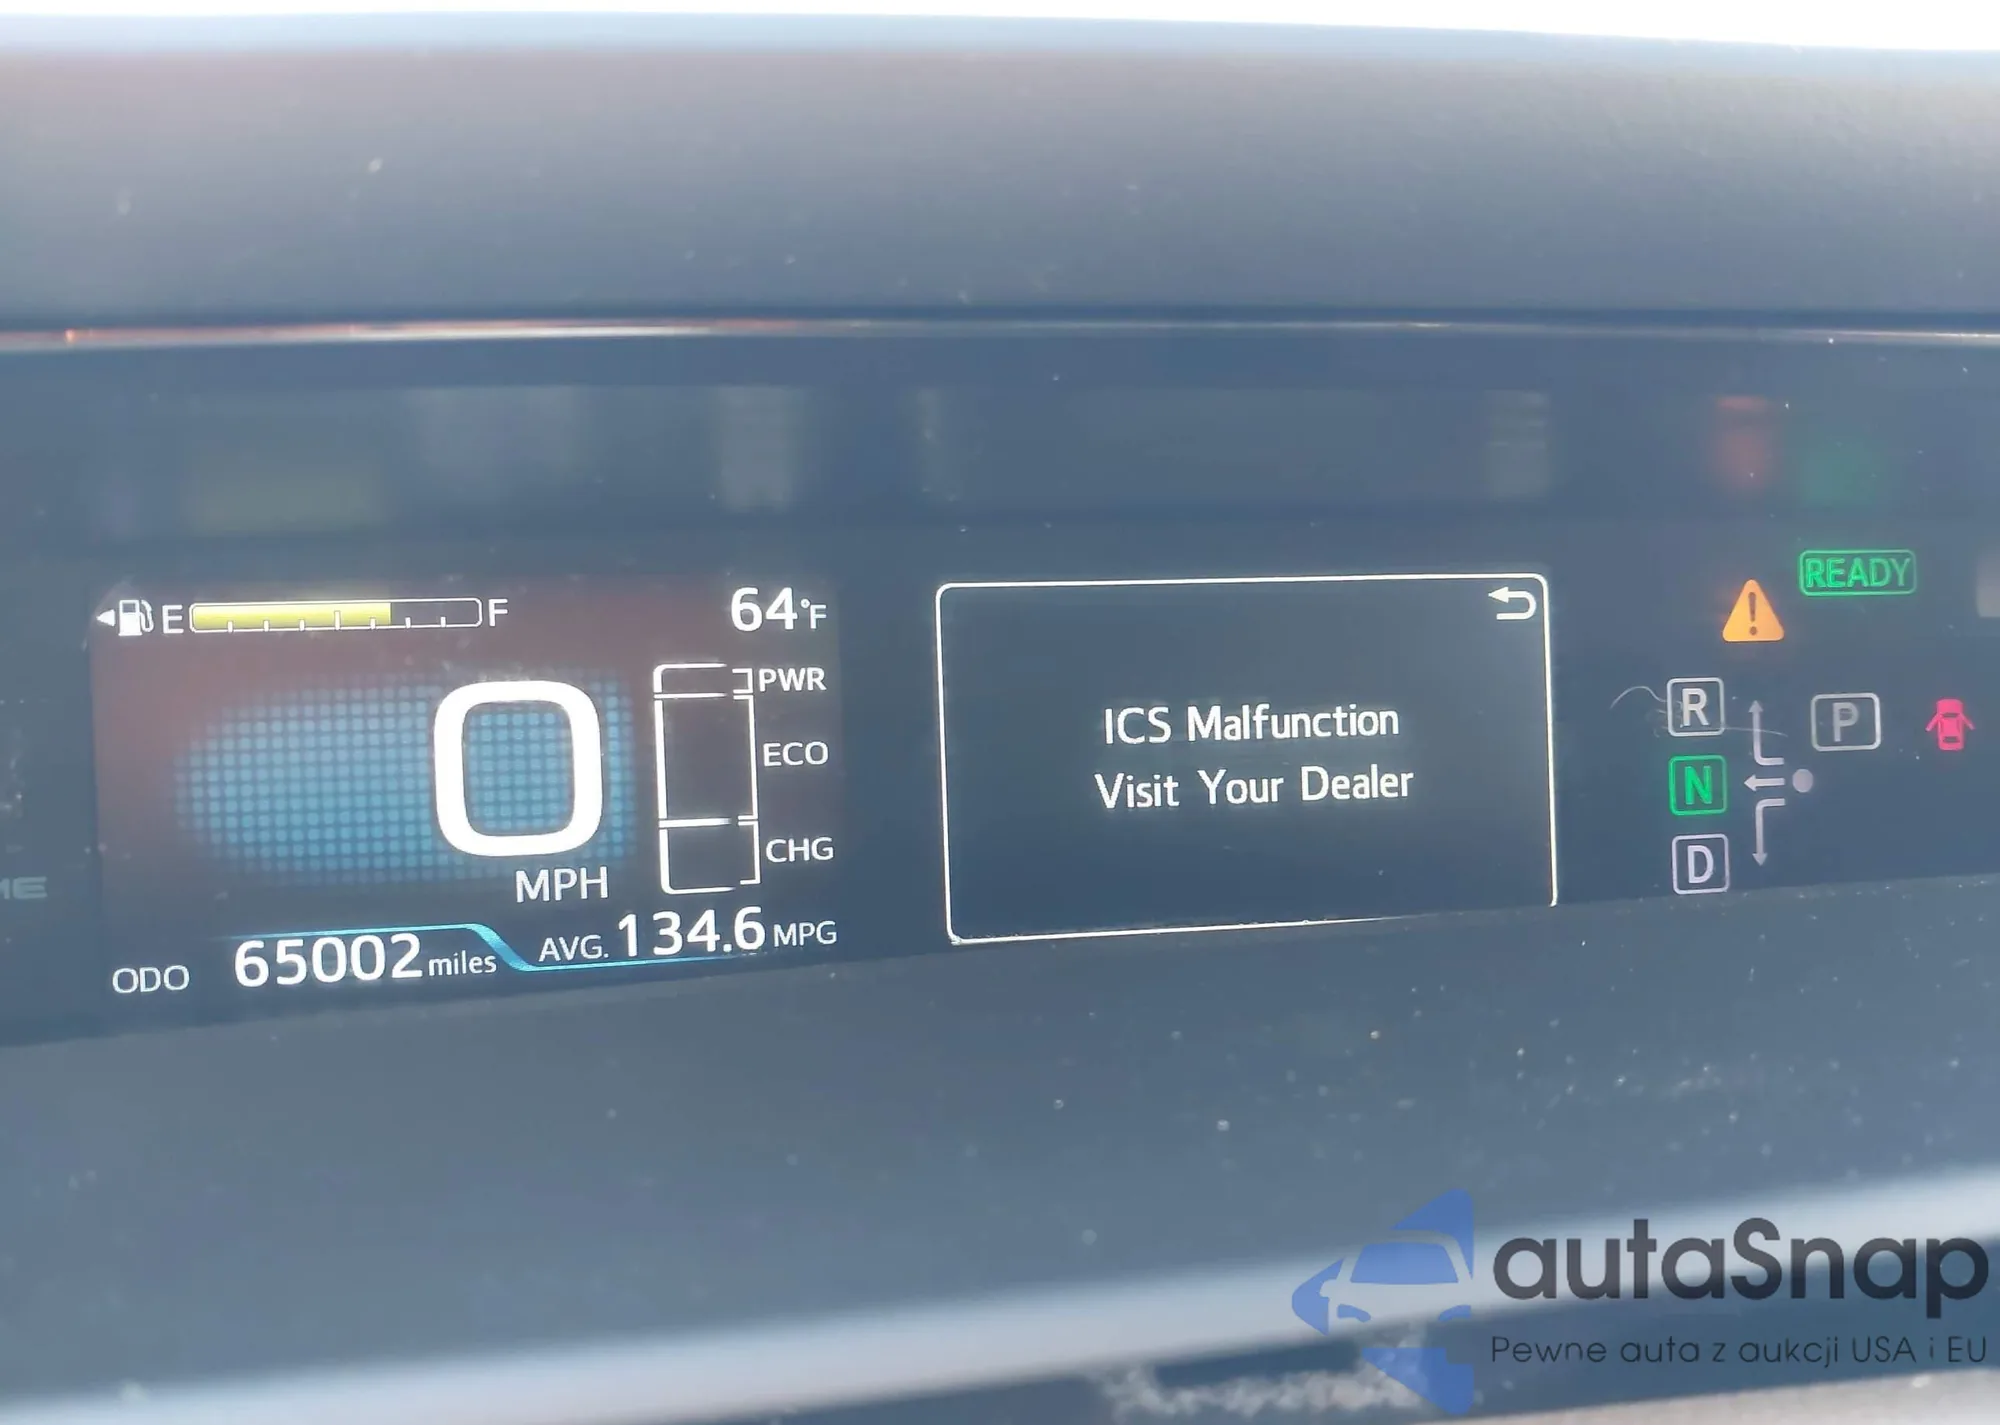 E F
64°F
PWR
ECO
CHG
0
MPH
ODO 65002 miles
AVG. 134.6 MPG
ICS Malfunction
Visit Your Dealer
READY
R
N
D
P
autaSnap
Pewne auta z aukcji USA i EU